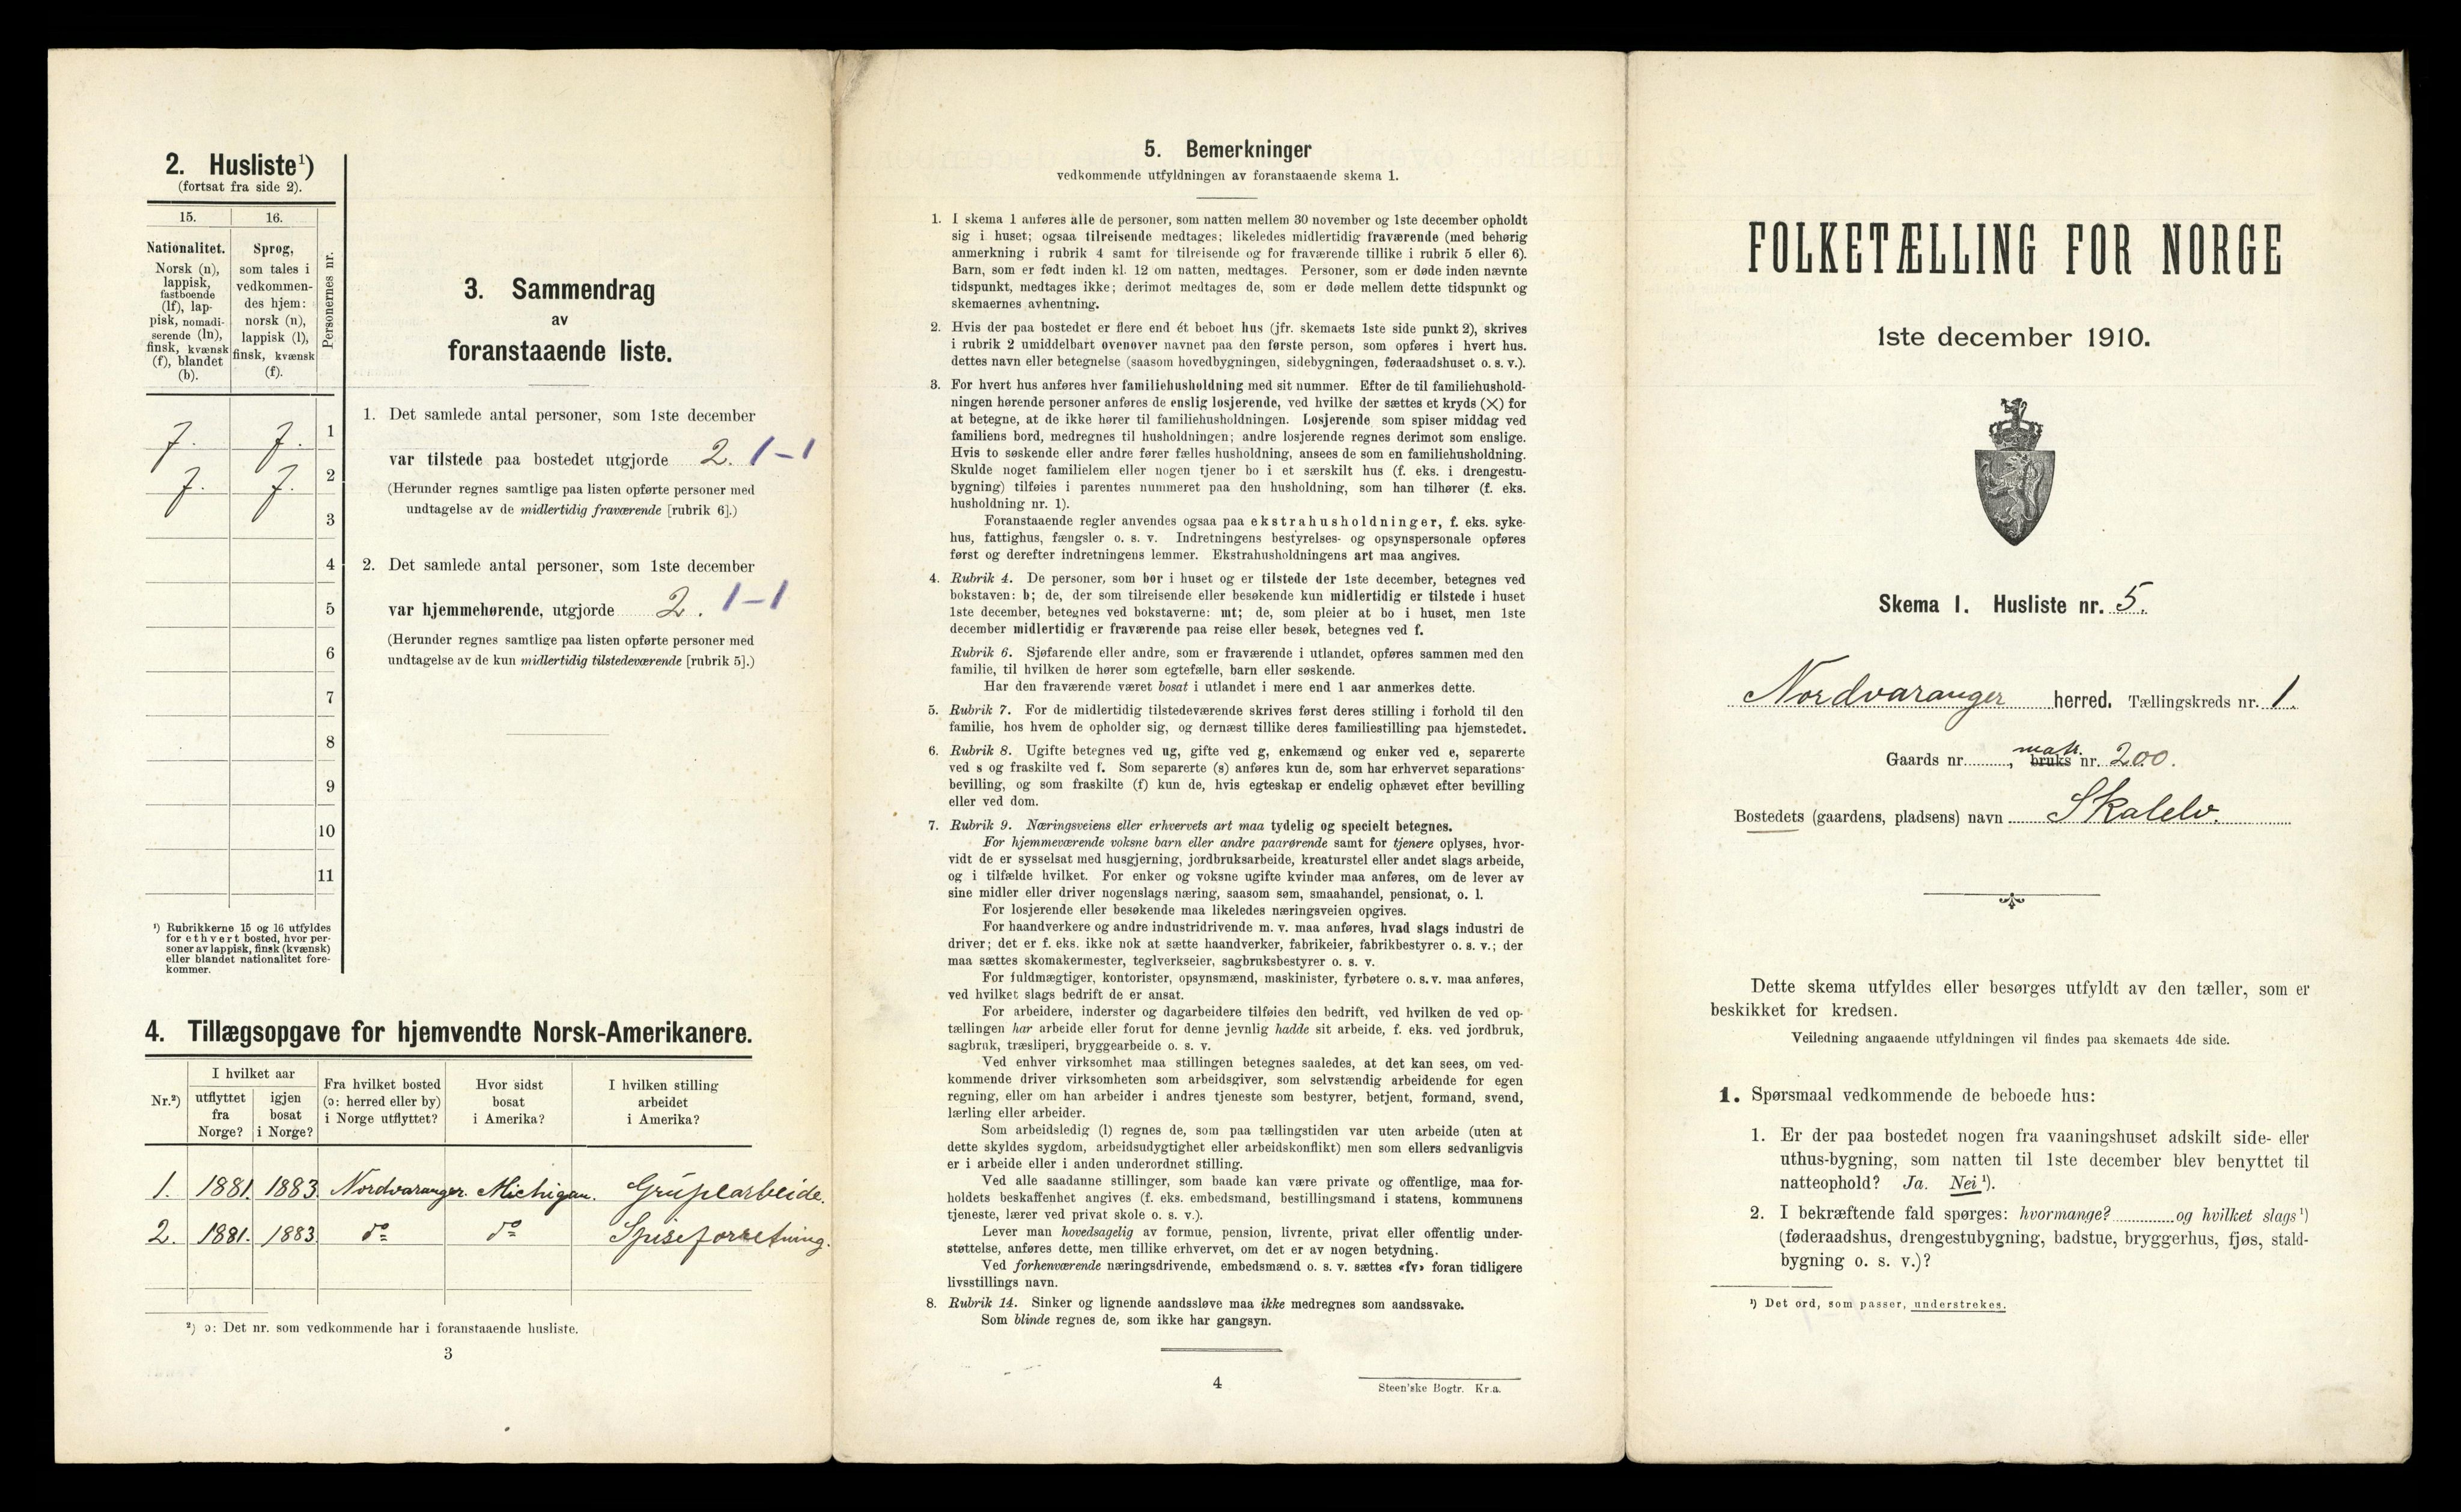 2. Husliste¹)
(fortsat fra side 2).
15.
16.
Personernes nr.
Nationalitet.
Norsk (n),
lappisk,
fastboende
(lf), lap-
pisk, nomadi-
serende (ln),
finsk, kvænsk
(f), blandet
(b).
Sprog,
som tales i
vedkommen-
des hjem:
norsk (n),
lappisk (l),
finsk, kvænsk
(f).
f. f. 1
f. f. 2
3
4
5
6
7
8
9
10
11
¹) Rubrikkerne 15 og 16 utfyldes
for ethvert bosted, hvor per-
soner av lappisk, finsk (kvænsk)
eller blandet nationalitet fore-
kommer.
3. Sammendrag
av
foranstaaende liste.
1. Det samlede antal personer, som 1ste december
var tilstede paa bostedet utgjorde 2. 1-1
(Herunder regnes samtlige paa listen opførte personer med
undtagelse av de midlertidig fraværende [rubrik 6].)
2. Det samlede antal personer, som 1ste december
var hjemmehørende, utgjorde 2. 1-1
(Herunder regnes samtlige paa listen opførte personer med
undtagelse av de kun midlertidig tilstedeværende [rubrik 5].)
4. Tillægsopgave for hjemvendte Norsk-Amerikanere.
Nr.²)
I hvilket aar
utflyttet
fra
Norge?
igjen
bosat
i Norge?
Fra hvilket bosted
(ɔ: herred eller by)
i Norge utflyttet?
Hvor sidst
bosat
i Amerika?
I hvilken stilling
arbeidet
i Amerika?
1. 1881. 1883. Nordvaranger. Michigan. Grubearbeide.
2. 1881. 1883. do do Spiseforretning.
²) ɔ: Det nr. som vedkommende har i foranstaaende husliste.
3
5. Bemerkninger
vedkommende utfyldningen av foranstaaende skema 1.
1. I skema 1 anføres alle de personer, som natten mellem 30 november og 1ste december opholdt
sig i huset; ogsaa tilreisende medtages; likeledes midlertidig fraværende (med behørig
anmerkning i rubrik 4 samt for tilreisende og for fraværende tillike i rubrik 5 eller 6).
Barn, som er født inden kl. 12 om natten, medtages. Personer, som er døde inden nævnte
tidspunkt, medtages ikke; derimot medtages de, som er døde mellem dette tidspunkt og
skemaernes avhentning.
2. Hvis der paa bostedet er flere end ét beboet hus (jfr. skemaets 1ste side punkt 2), skrives
i rubrik 2 umiddelbart ovenover navnet paa den første person, som opføres i hvert hus.
dettes navn eller betegnelse (saasom hovedbygningen, sidebygningen, føderaadshuset o. s. v.).
3. For hvert hus anføres hver familiehusholdning med sit nummer. Efter de til familiehushold-
ningen hørende personer anføres de enslig losjerende, ved hvilke der sættes et kryds (×) for
at betegne, at de ikke hører til familiehusholdningen. Losjerende som spiser middag ved
familiens bord, medregnes til husholdningen; andre losjerende regnes derimot som enslige.
Hvis to søskende eller andre fører fælles husholdning, ansees de som en familiehusholdning.
Skulde noget familielem eller nogen tjener bo i et særskilt hus (f. eks. i drengestu-
bygning) tilføies i parentes nummeret paa den husholdning, som han tilhører (f. eks.
husholdning nr. 1).
Foranstaaende regler anvendes ogsaa paa ekstrahusholdninger, f. eks. syke-
hus, fattighus, fængsler o. s. v. Indretningens bestyrelses- og opsynspersonale opføres
først og derefter indretningens lemmer. Ekstrahusholdningens art maa angives.
4. Rubrik 4. De personer, som bor i huset og er tilstede der 1ste december, betegnes ved
bokstaven: b; de, der som tilreisende eller besøkende kun midlertidig er tilstede i huset
1ste december, betegnes ved bokstaverne: mt; de, som pleier at bo i huset, men 1ste
december midlertidig er fraværende paa reise eller besøk, betegnes ved f.
Rubrik 6. Sjøfarende eller andre, som er fraværende i utlandet, opføres sammen med den
familie, til hvilken de hører som egtefælle, barn eller søskende.
Har den fraværende været bosat i utlandet i mere end 1 aar anmerkes dette.
5. Rubrik 7. For de midlertidig tilstedeværende skrives først deres stilling i forhold til den
familie, hos hvem de opholder sig, og dernæst tillike deres familiestilling paa hjemstedet.
6. Rubrik 8. Ugifte betegnes ved ug, gifte ved g, enkemænd og enker ved e, separerte
ved s og fraskilte ved f. Som separerte (s) anføres kun de, som har erhvervet separations-
bevilling, og som fraskilte (f) kun de, hvis egteskap er endelig ophævet efter bevilling
eller ved dom.
7. Rubrik 9. Næringsveiens eller erhvervets art maa tydelig og specielt betegnes.
For hjemmeværende voksne barn eller andre paarørende samt for tjenere oplyses, hvor-
vidt de er sysselsat med husgjerning, jordbruksarbeide, kreaturstel eller andet slags arbeide,
og i tilfælde hvilket. For enker og voksne ugifte kvinder maa anføres, om de lever av
sine midler eller driver nogenslags næring, saasom søm, smaahandel, pensionat, o. l.
For losjerende eller besøkende maa likeledes næringsveien opgives.
For haandverkere og andre industridrivende m. v. maa anføres, hvad slags industri de
driver; det er f. eks. ikke nok at sætte haandverker, fabrikeier, fabrikbestyrer o. s. v.; der
maa sættes skomakermester, teglverkseier, sagbruksbestyrer o. s. v.
For fuldmægtiger, kontorister, opsynsmænd, maskinister, fyrbøtere o. s. v. maa anføres,
ved hvilket slags bedrift de er ansat.
For arbeidere, inderster og dagarbeidere tilføies den bedrift, ved hvilken de ved op-
tællingen har arbeide eller forut for denne jevnlig hadde sit arbeide, f. eks. ved jordbruk,
sagbruk, træsliperi, bryggearbeide o. s. v.
Ved enhver virksomhet maa stillingen betegnes saaledes, at det kan sees, om ved-
kommende driver virksomheten som arbeidsgiver, som selvstændig arbeidende for egen
regning, eller om han arbeider i andres tjeneste som bestyrer, betjent, formand, svend,
lærling eller arbeider.
Som arbeidsledig (l) regnes de, som paa tællingstiden var uten arbeide (uten at
dette skyldes sygdom, arbeidsudygtighet eller arbeidskonflikt) men som ellers sedvanligvis
er i arbeide eller i anden underordnet stilling.
Ved alle saadanne stillinger, som baade kan være private og offentlige, maa for-
holdets beskaffenhet angives (f. eks. embedsmand, bestillingsmand i statens, kommunens
tjeneste, lærer ved privat skole o. s. v.).
Lever man hovedsagelig av formue, pension, livrente, privat eller offentlig under-
støttelse, anføres dette, men tillike erhvervet, om det er av nogen betydning.
Ved forhenværende næringsdrivende, embedsmænd o. s. v. sættes «fv» foran tidligere
livsstillings navn.
8. Rubrik 14. Sinker og lignende aandssløve maa ikke medregnes som aandssvake.
Som blinde regnes de, som ikke har gangsyn.
4
Steen'ske Bogtr. Kr.a.
FOLKETÆLLING FOR NORGE
1ste december 1910.
Skema 1. Husliste nr. 5.
Nordvaranger herred. Tællingskreds nr. 1.
Gaards nr. , bruks matr. nr. 200.
Bostedets (gaardens, pladsens) navn Skalelv.
Dette skema utfyldes eller besørges utfyldt av den tæller, som er
beskikket for kredsen.
Veiledning angaaende utfyldningen vil findes paa skemaets 4de side.
1. Spørsmaal vedkommende de beboede hus:
1. Er der paa bostedet nogen fra vaaningshuset adskilt side- eller
uthus-bygning, som natten til 1ste december blev benyttet til
natteophold? Ja. Nei¹).
2. I bekræftende fald spørges: hvormange? og hvilket slags¹)
(føderaadshus, drengestubygning, badstue, bryggerhus, fjøs, stald-
bygning o. s. v.)?
¹) Det ord, som passer, understrekes.